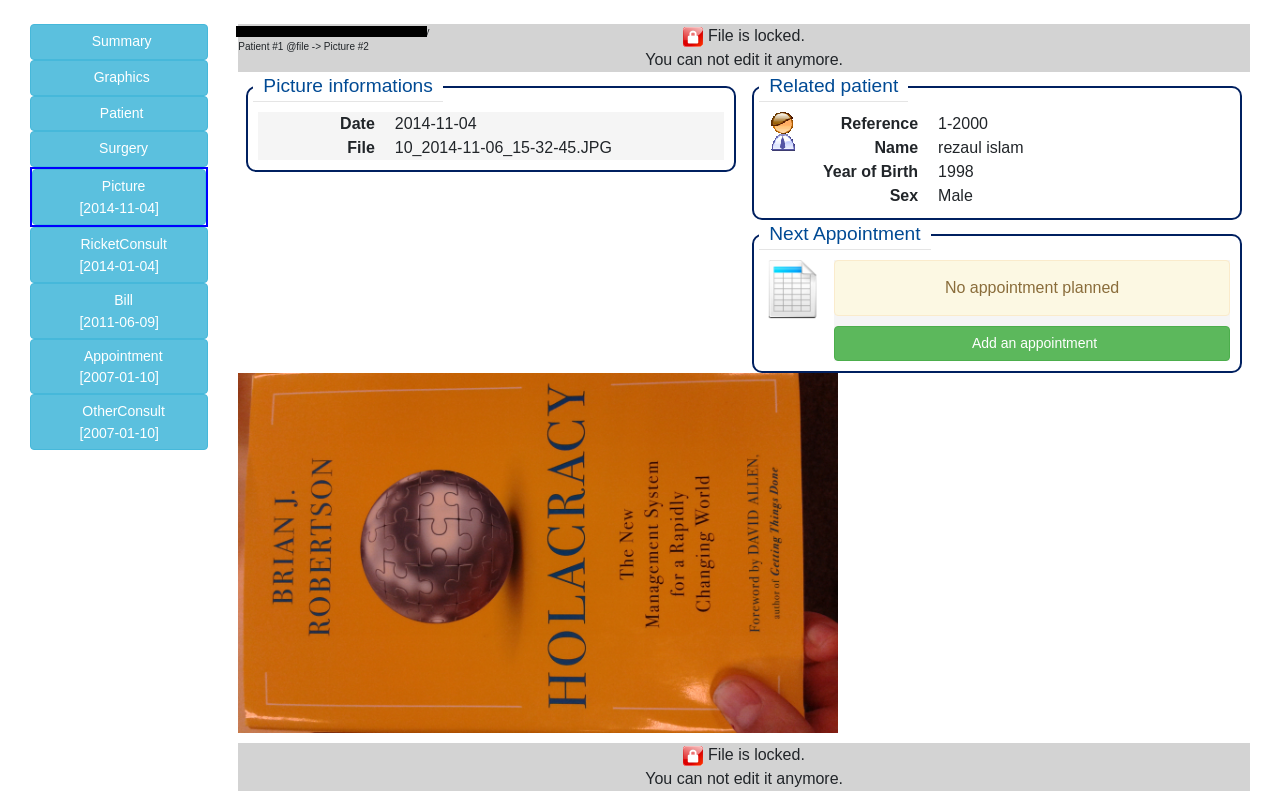 Summary
Graphics
Patient
Surgery
Picture
[2014-11-04]
RicketConsult
[2014-01-04]
Bill
[2011-06-09]
Appointment
[2007-01-10]
OtherConsult
[2007-01-10]
Patient #1 @file -> Picture #2
File is locked.
You can not edit it anymore.
Picture informations
Date 2014-11-04
File 10_2014-11-06_15-32-45.JPG
Related patient
Reference 1-2000
Name rezaul islam
Year of Birth 1998
Sex Male
Next Appointment
No appointment planned
Add an appointment
BRIAN J.
ROBERTSON
HOLACRACY
The New
Management System
for a Rapidly
Changing World
Foreword by DAVID ALLEN,
author of Getting Things Done
File is locked.
You can not edit it anymore.